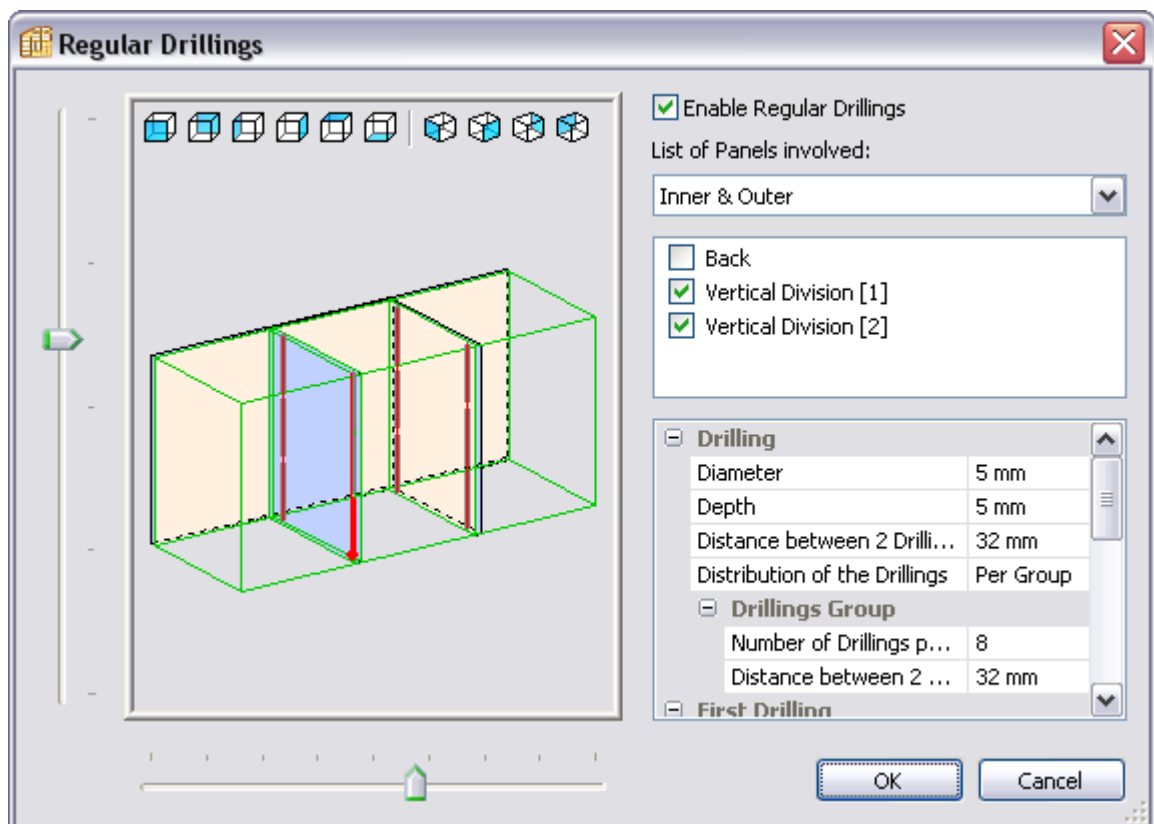 Regular Drillings
Enable Regular Drillings
List of Panels involved:
Inner & Outer
Back
Vertical Division [1]
Vertical Division [2]
Drilling
Diameter 5 mm
Depth 5 mm
Distance between 2 Drilli... 32 mm
Distribution of the Drillings Per Group
Drillings Group
Number of Drillings p... 8
Distance between 2 ... 32 mm
First Drilling
OK Cancel